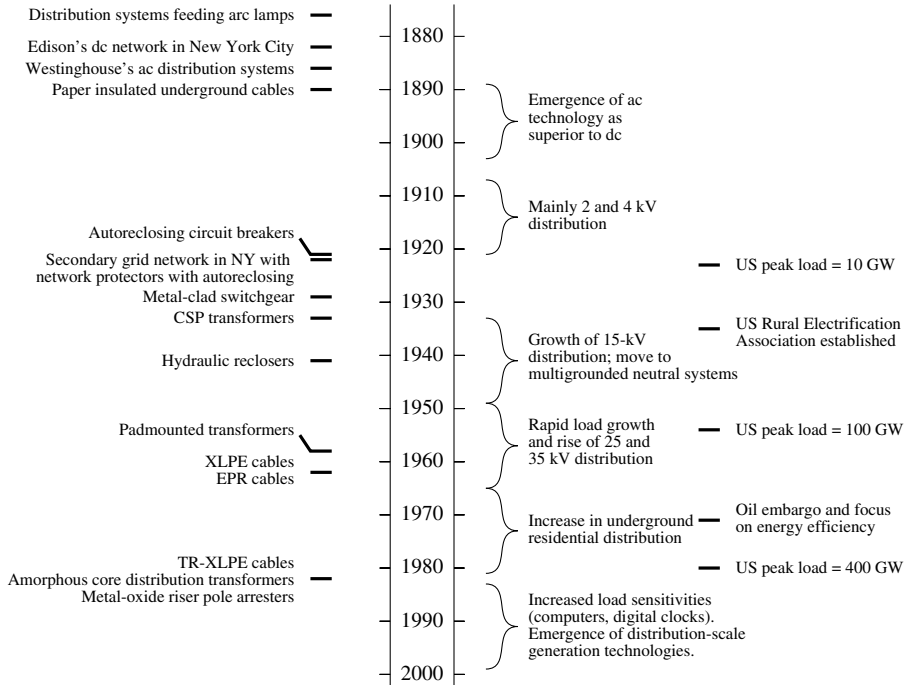 Distribution systems feeding arc lamps
Edison's dc network in New York City
Westinghouse's ac distribution systems
Paper insulated underground cables
Autoreclosing circuit breakers
Secondary grid network in NY with
network protectors with autoreclosing
Metal-clad switchgear
CSP transformers
Hydraulic reclosers
Padmounted transformers
XLPE cables
EPR cables
TR-XLPE cables
Amorphous core distribution transformers
Metal-oxide riser pole arresters
1880
1890
1900
1910
1920
1930
1940
1950
1960
1970
1980
1990
2000
Emergence of ac
technology as
superior to dc
Mainly 2 and 4 kV
distribution
Growth of 15-kV
distribution; move to
multigrounded neutral systems
Rapid load growth
and rise of 25 and
35 kV distribution
Increase in underground
residential distribution
Increased load sensitivities
(computers, digital clocks).
Emergence of distribution-scale
generation technologies.
US peak load = 10 GW
US Rural Electrification
Association established
US peak load = 100 GW
Oil embargo and focus
on energy efficiency
US peak load = 400 GW